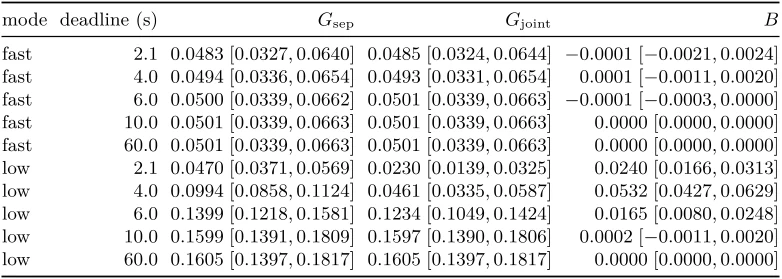 mode deadline (s) G_sep G_joint B
fast 2.1 0.0483 [0.0327, 0.0640] 0.0485 [0.0324, 0.0644] −0.0001 [−0.0021, 0.0024]
fast 4.0 0.0494 [0.0336, 0.0654] 0.0493 [0.0331, 0.0654] 0.0001 [−0.0011, 0.0020]
fast 6.0 0.0500 [0.0339, 0.0662] 0.0501 [0.0339, 0.0663] −0.0001 [−0.0003, 0.0000]
fast 10.0 0.0501 [0.0339, 0.0663] 0.0501 [0.0339, 0.0663] 0.0000 [0.0000, 0.0000]
fast 60.0 0.0501 [0.0339, 0.0663] 0.0501 [0.0339, 0.0663] 0.0000 [0.0000, 0.0000]
low 2.1 0.0470 [0.0371, 0.0569] 0.0230 [0.0139, 0.0325] 0.0240 [0.0166, 0.0313]
low 4.0 0.0994 [0.0858, 0.1124] 0.0461 [0.0335, 0.0587] 0.0532 [0.0427, 0.0629]
low 6.0 0.1399 [0.1218, 0.1581] 0.1234 [0.1049, 0.1424] 0.0165 [0.0080, 0.0248]
low 10.0 0.1599 [0.1391, 0.1809] 0.1597 [0.1390, 0.1806] 0.0002 [−0.0011, 0.0020]
low 60.0 0.1605 [0.1397, 0.1817] 0.1605 [0.1397, 0.1817] 0.0000 [0.0000, 0.0000]